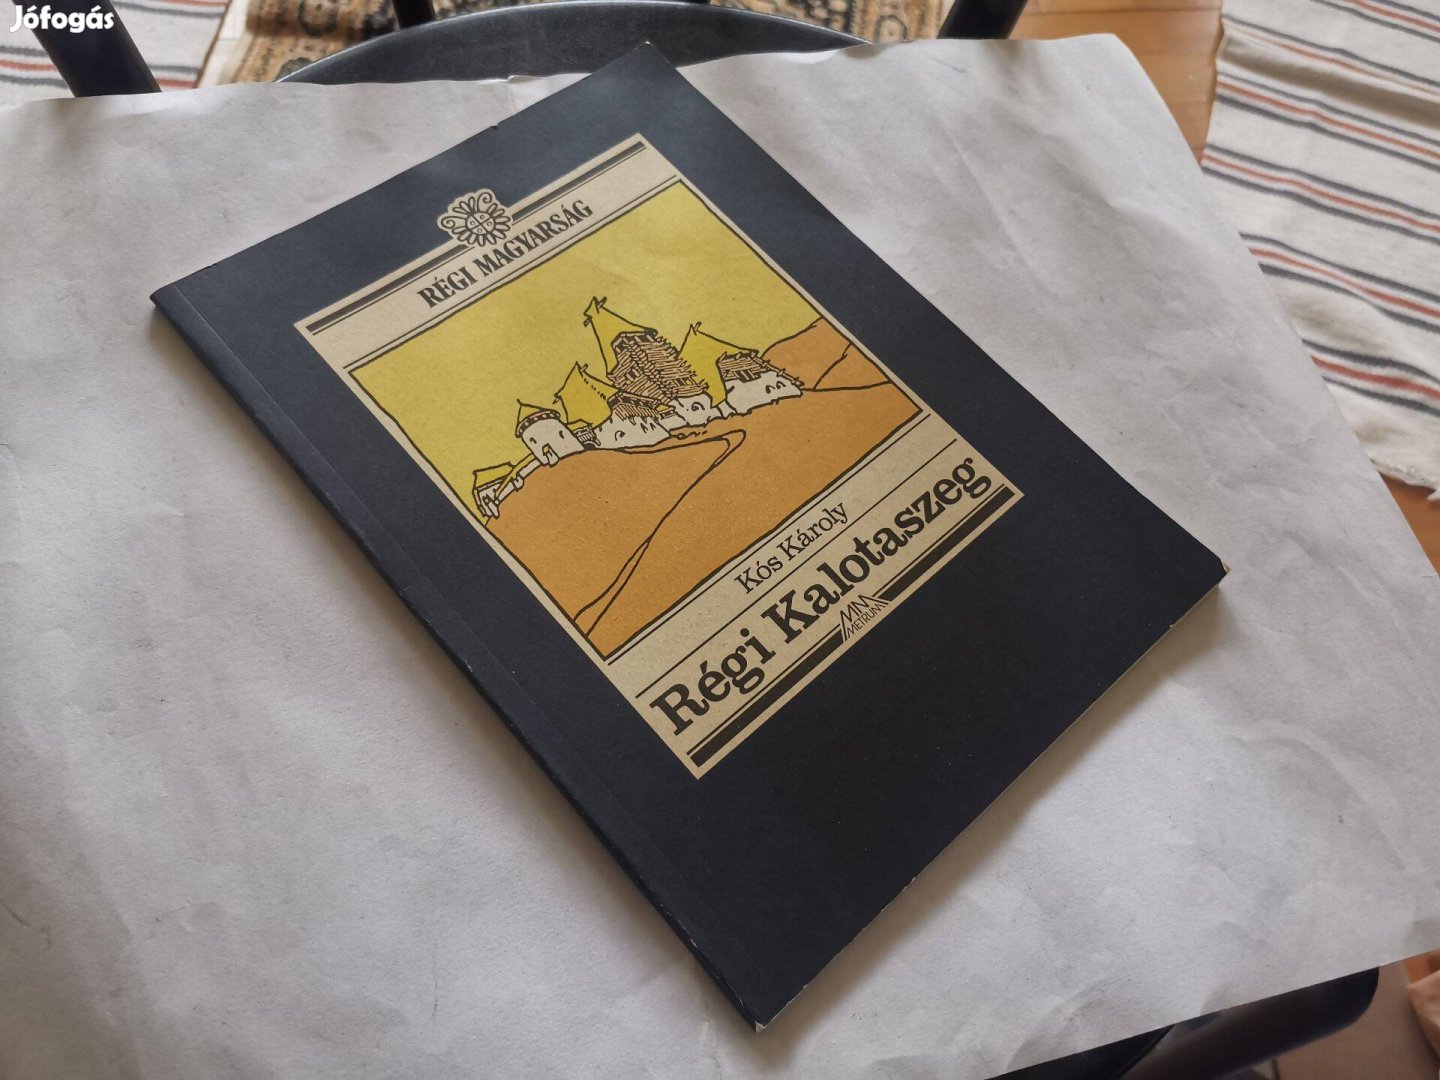 Jófogás
RÉGI MAGYARSÁG
Kós Károly
Régi Kalotaszeg
METRUM